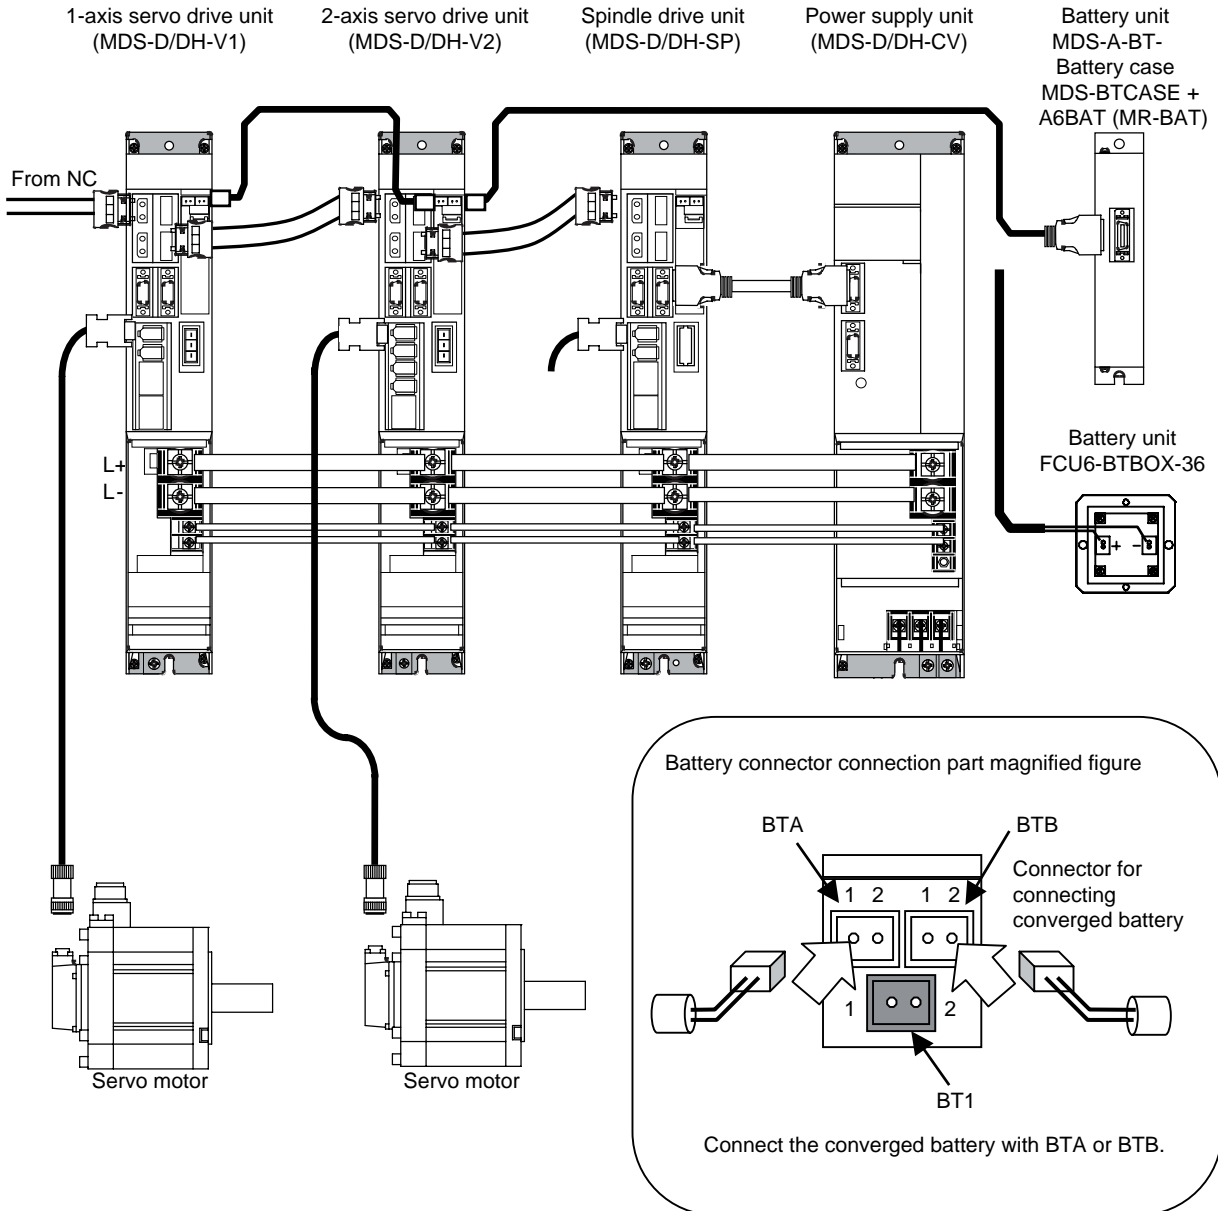 1-axis servo drive unit
(MDS-D/DH-V1)
2-axis servo drive unit
(MDS-D/DH-V2)
Spindle drive unit
(MDS-D/DH-SP)
Power supply unit
(MDS-D/DH-CV)
Battery unit
MDS-A-BT-
Battery case
MDS-BTCASE +
A6BAT (MR-BAT)
From NC
L+
L-
Battery unit
FCU6-BTBOX-36
+ -
Battery connector connection part magnified figure
BTA
BTB
Connector for
connecting
converged battery
1 2 1 2
1 2
BT1
Connect the converged battery with BTA or BTB.
Servo motor
Servo motor